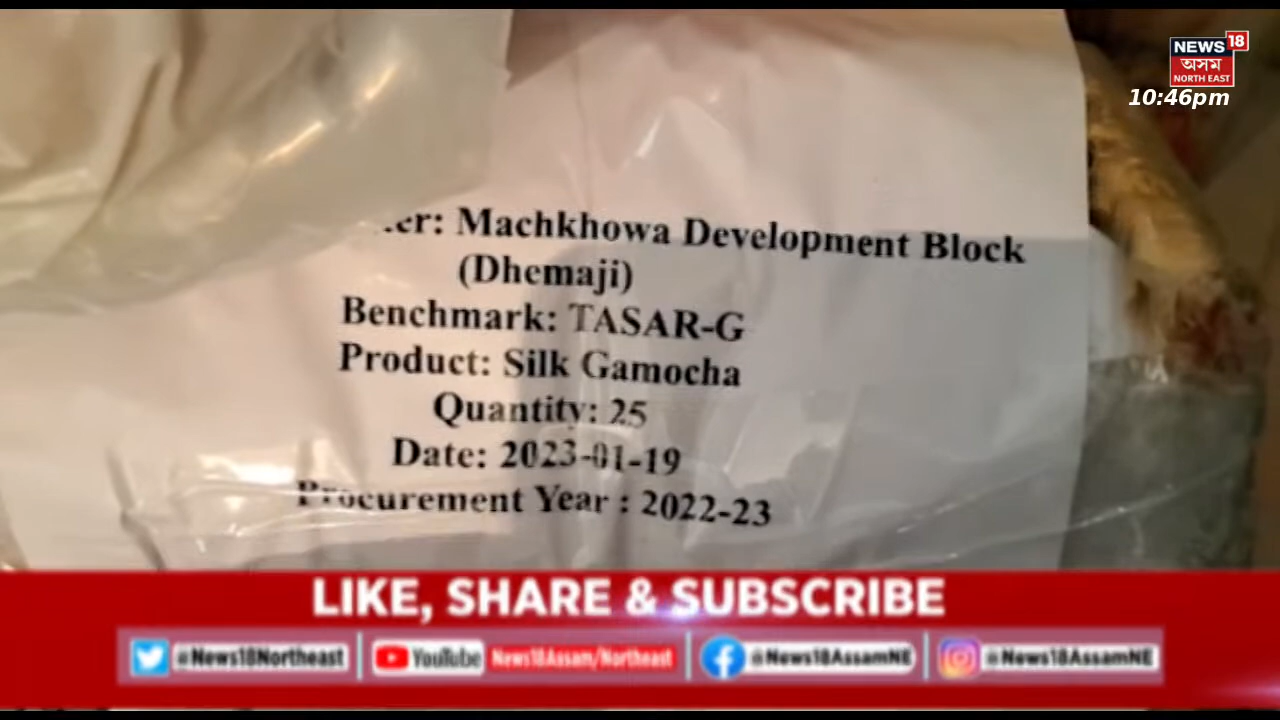 NEWS 18
অসম
NORTH EAST
10:46pm
Machkhowa Development Block
(Dhemaji)
Benchmark: TASAR-G
Product: Silk Gamocha
Quantity: 25
Date: 2023-01-19
Procurement Year : 2022-23
LIKE, SHARE & SUBSCRIBE
@News18Northeast YouTube News18Assam/Northeast @News18AssamNE @News18AssamNE